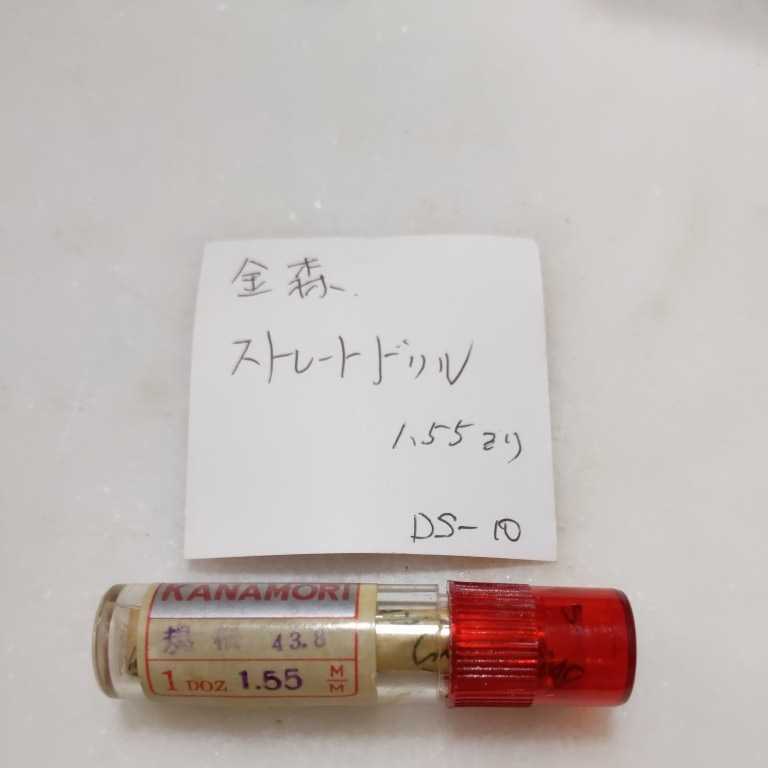 金森.
ストレートドリル
1.55ミリ
DS-10
KANAMORI
43.8
1 DOZ 1.55 M/M